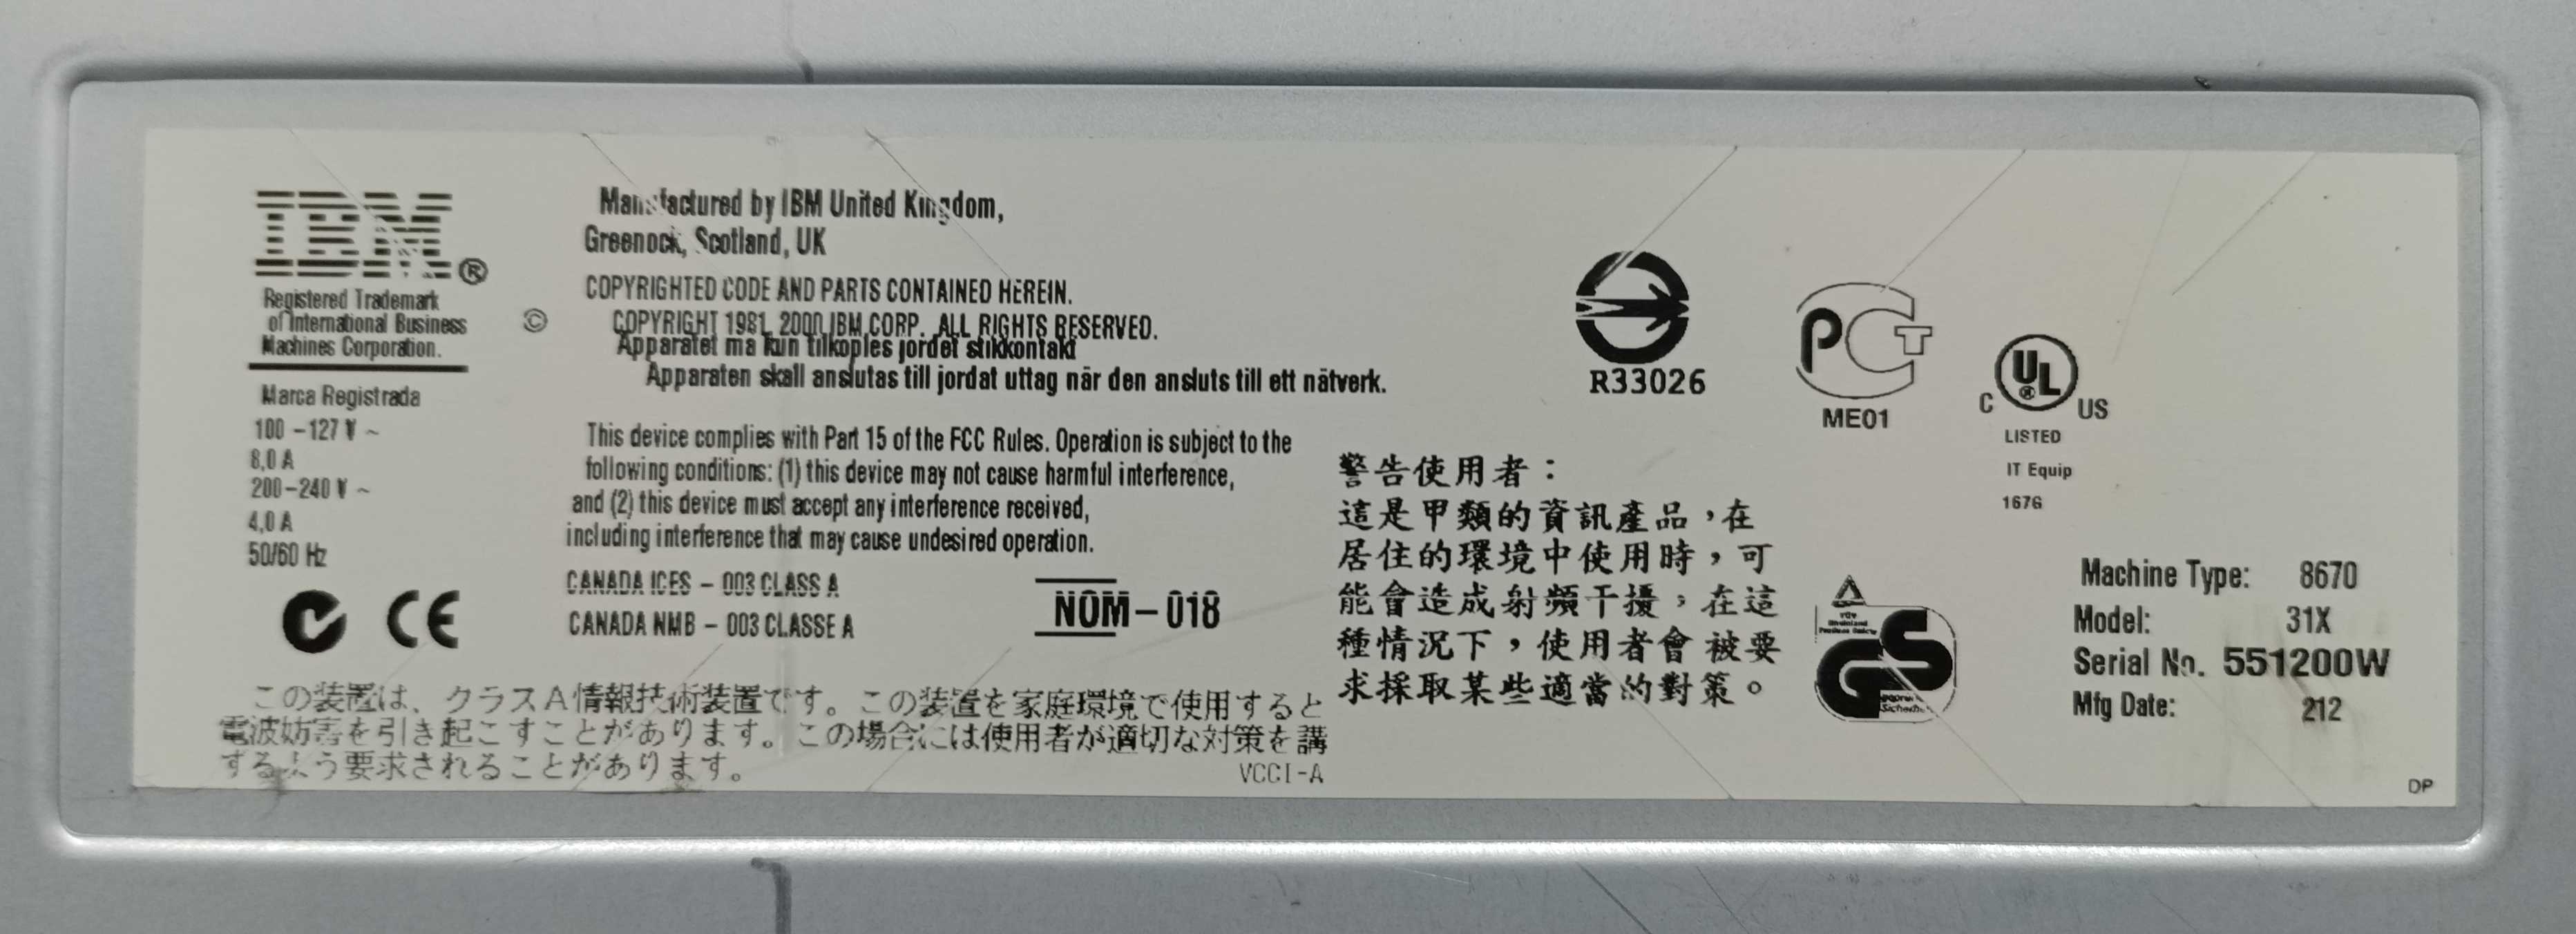 IBM®
Registered Trademark
of International Business
Machines Corporation.
Marca Registrada
100 –127 V ~
8,0 A
200–240 V ~
4,0 A
50/60 Hz
CE
Manufactured by IBM United Kingdom,
Greenock, Scotland, UK
COPYRIGHTED CODE AND PARTS CONTAINED HEREIN.
© COPYRIGHT 1981, 2000 IBM CORP. ALL RIGHTS RESERVED.
Apparatet ma kun tilkoples jordet stikkontakt
Apparaten skall anslutas till jordat uttag när den ansluts till ett nätverk.
This device complies with Part 15 of the FCC Rules. Operation is subject to the
following conditions: (1) this device may not cause harmful interference,
and (2) this device must accept any interference received,
including interference that may cause undesired operation.
CANADA ICES – 003 CLASS A
CANADA NMB – 003 CLASSE A
NOM–018
この装置は、クラスA情報技術装置です。この装置を家庭環境で使用すると
電波妨害を引き起こすことがあります。この場合には使用者が適切な対策を講
するよう要求されることがあります。
VCCI-A
警告使用者：
這是甲類的資訊產品，在
居住的環境中使用時，可
能會造成射頻干擾，在這
種情況下，使用者會被要
求採取某些適當的對策。
R33026
PCT
ME01
C UL® US
LISTED
IT Equip
167G
TÜV
Rheinland
Product Safety
GS
geprüfte
Sicherheit
Machine Type: 8670
Model: 31X
Serial No. 551200W
Mfg Date: 212
DP